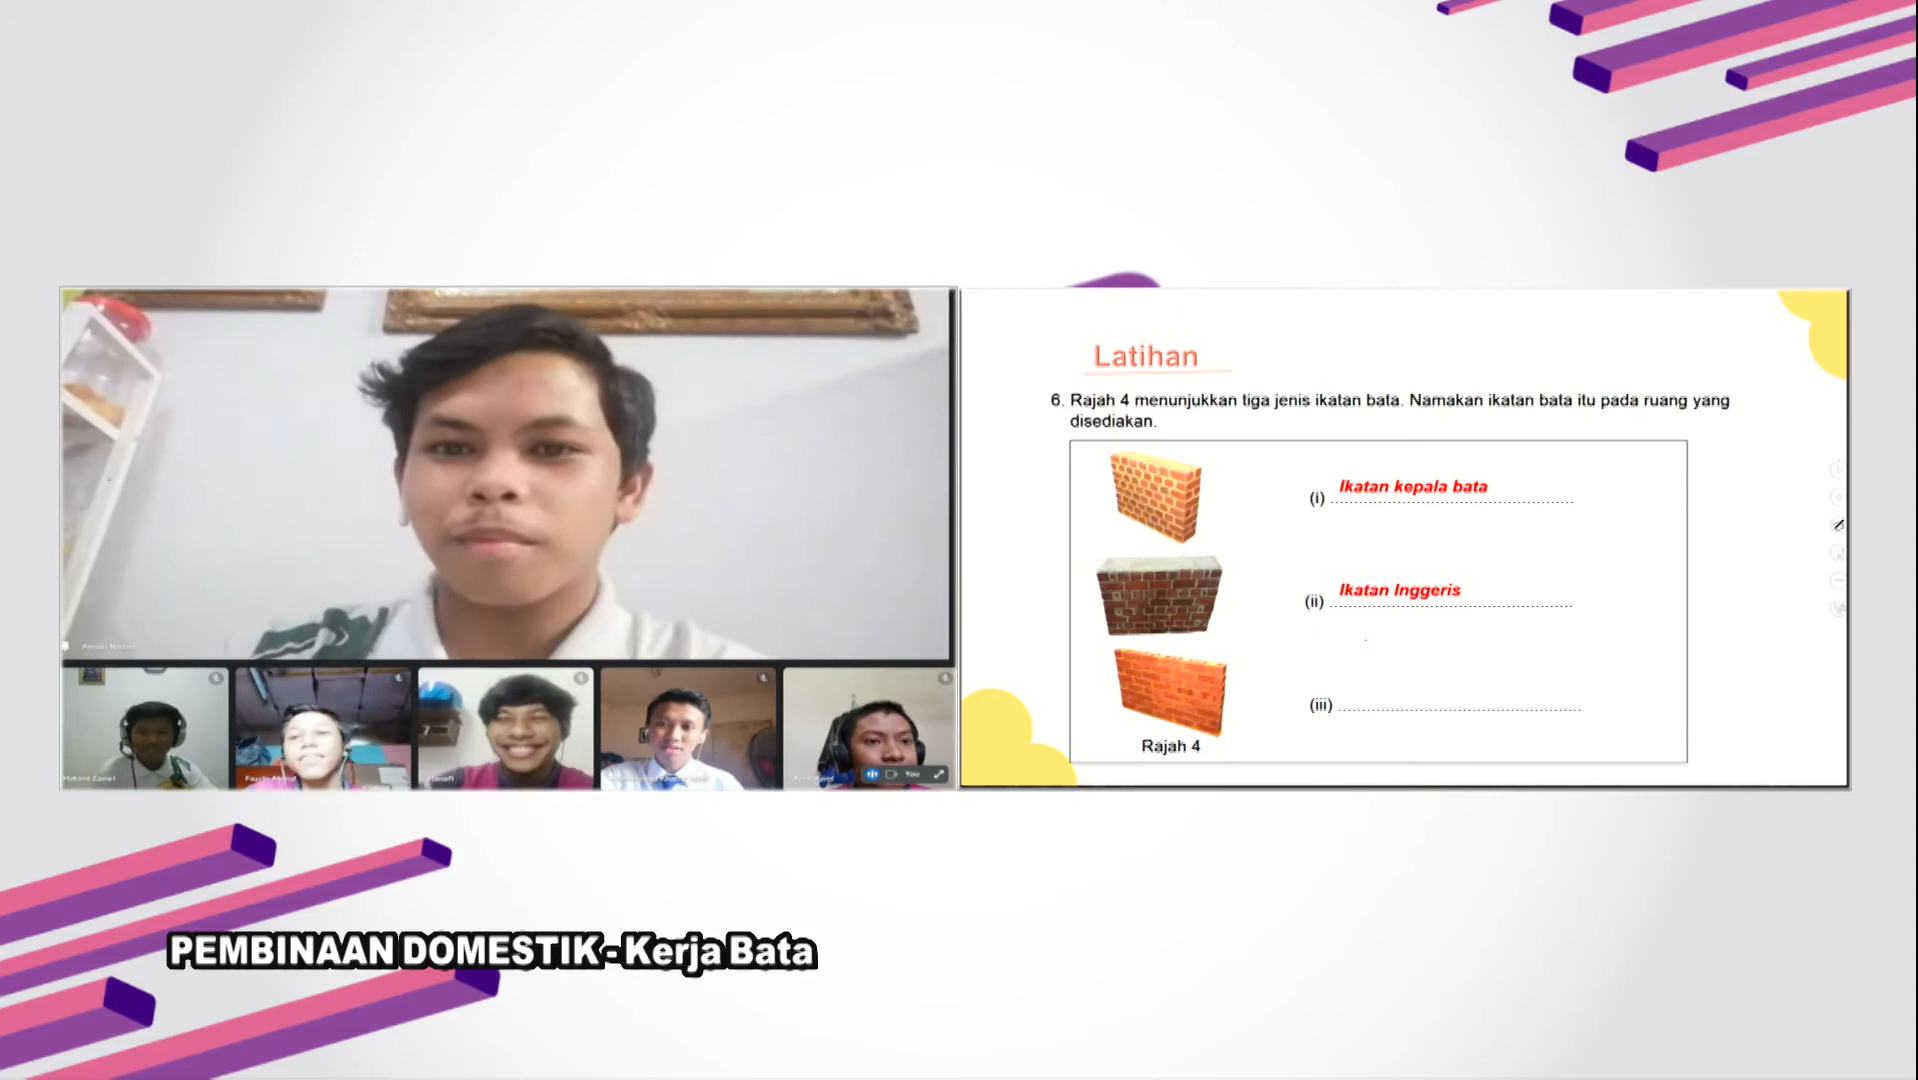 Latihan
6. Rajah 4 menunjukkan tiga jenis ikatan bata. Namakan ikatan bata itu pada ruang yang
disediakan.
(i) Ikatan kepala bata
(ii) Ikatan Inggeris
(iii)
Rajah 4
You
PEMBINAAN DOMESTIK - Kerja Bata